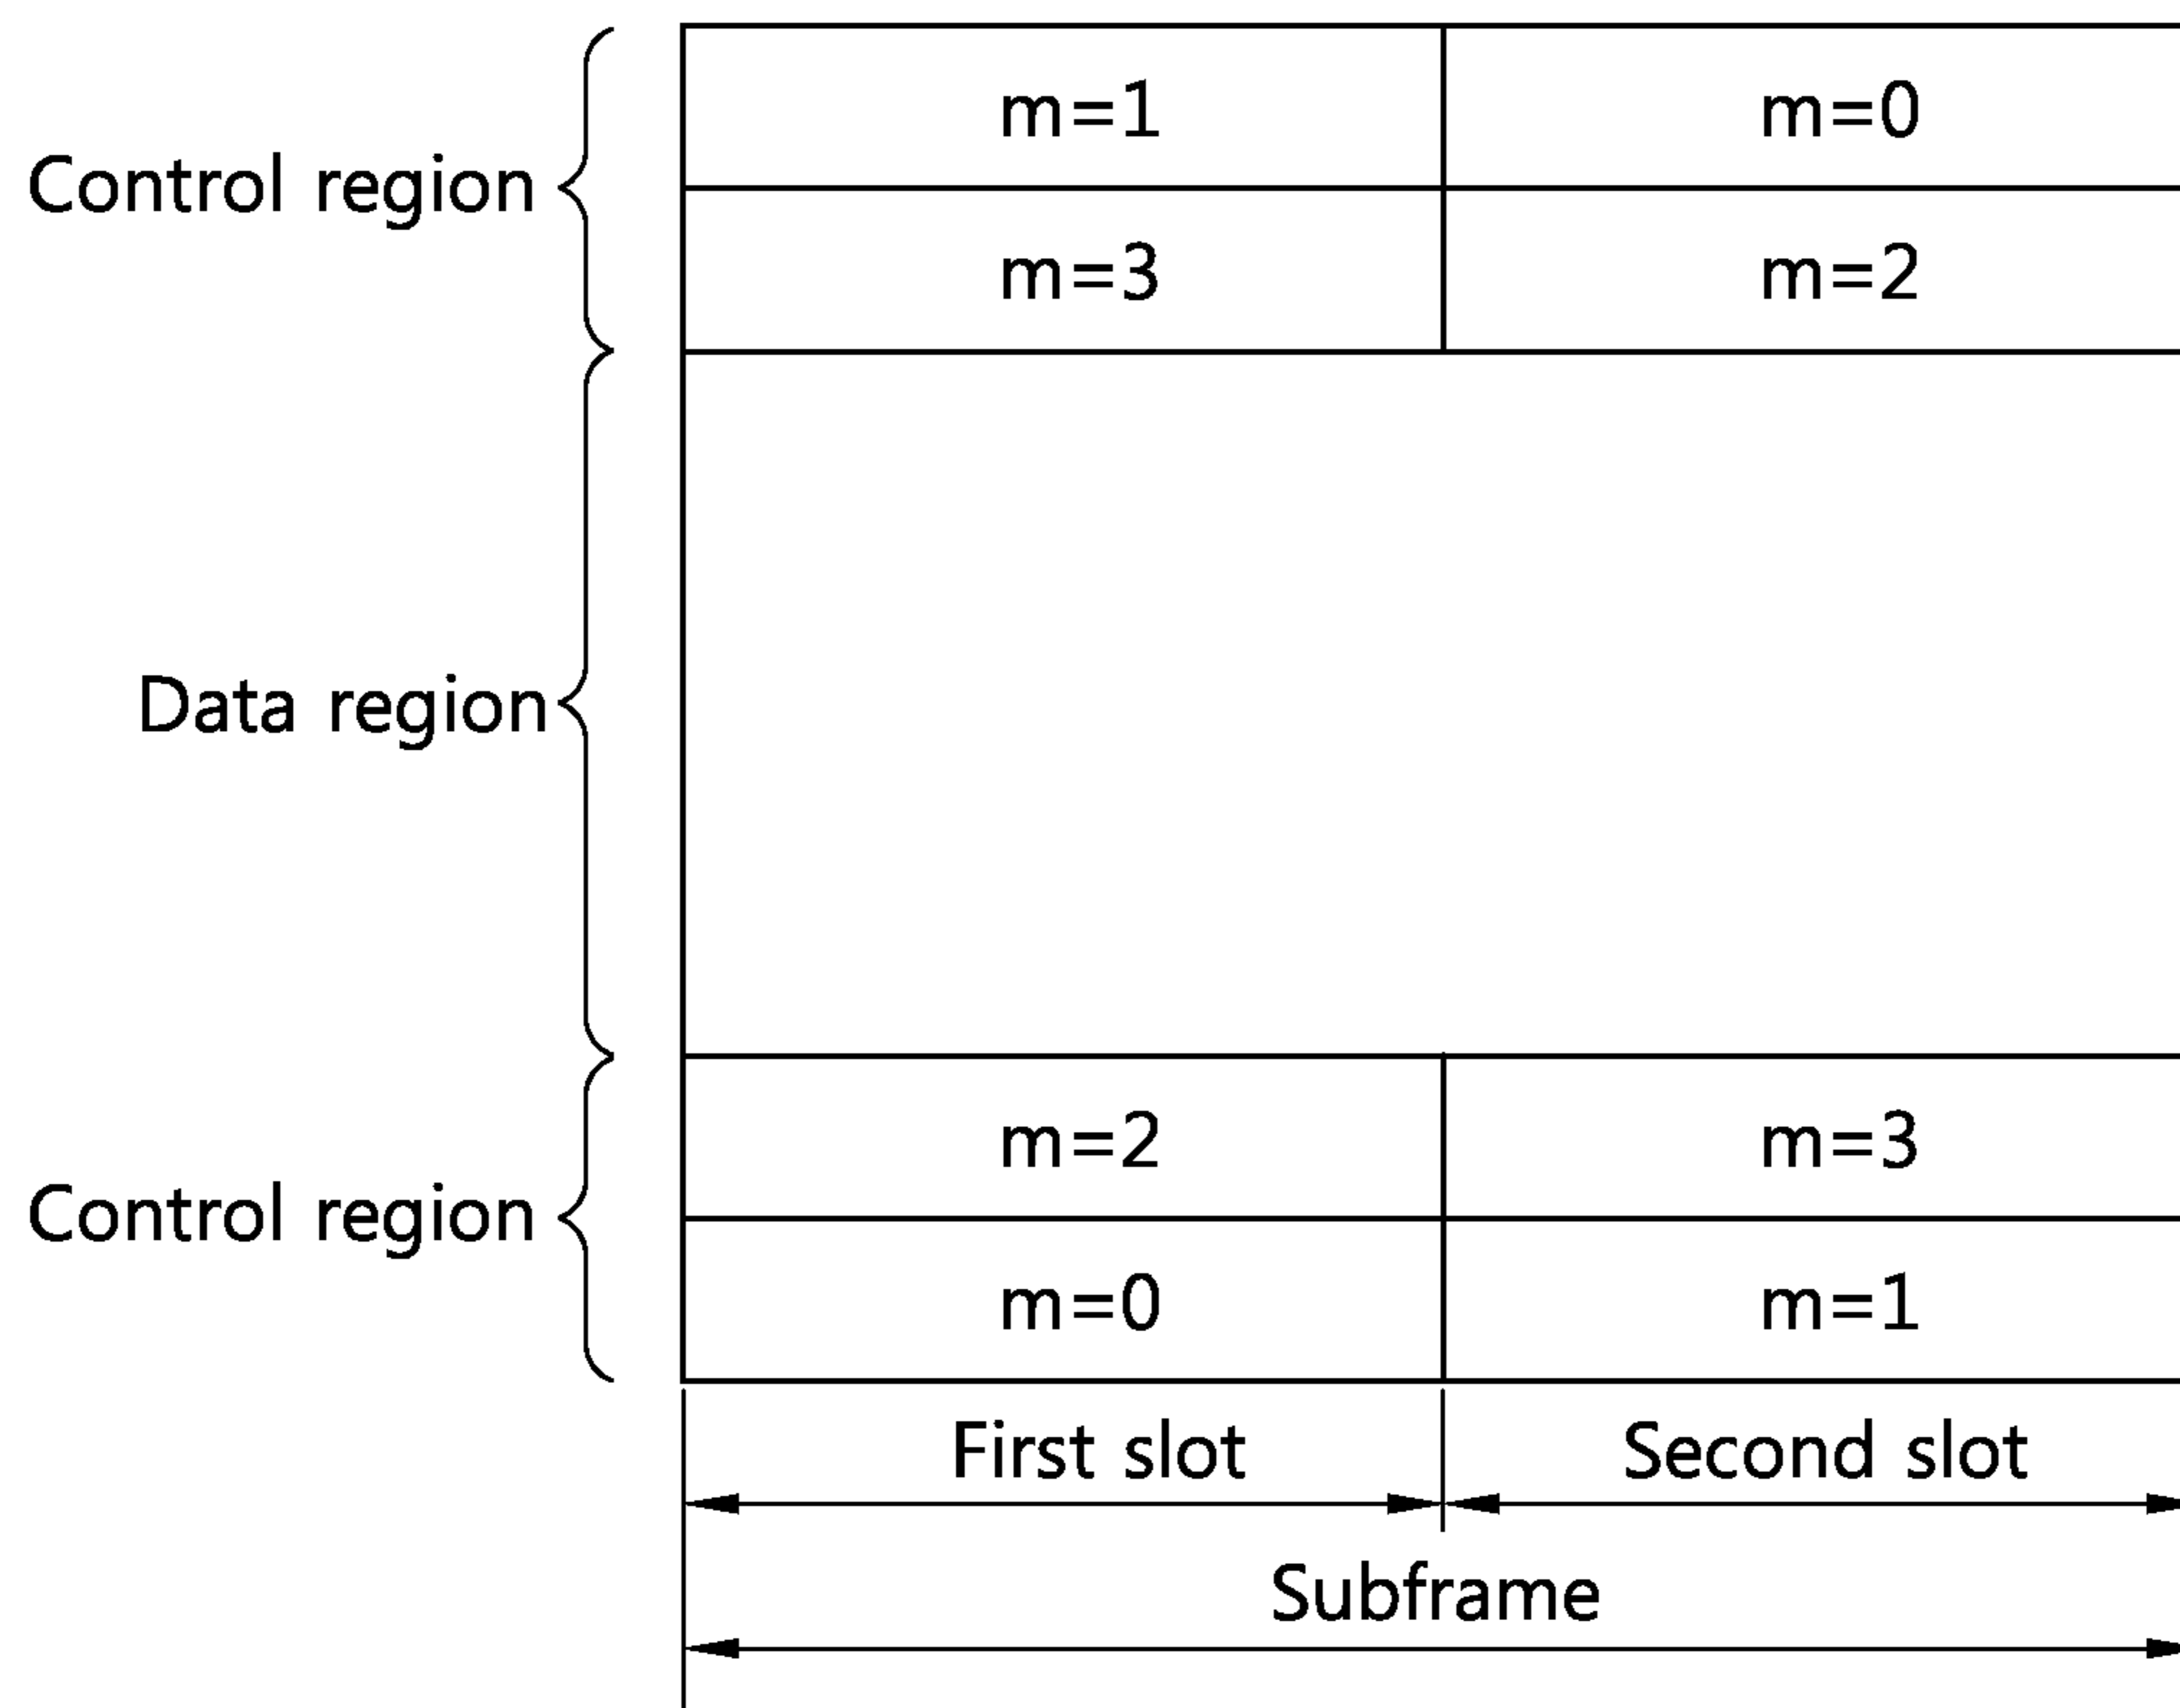 m=1 m=0
Control region
m=3 m=2
Data region
m=2 m=3
Control region
m=0 m=1
First slot Second slot
Subframe